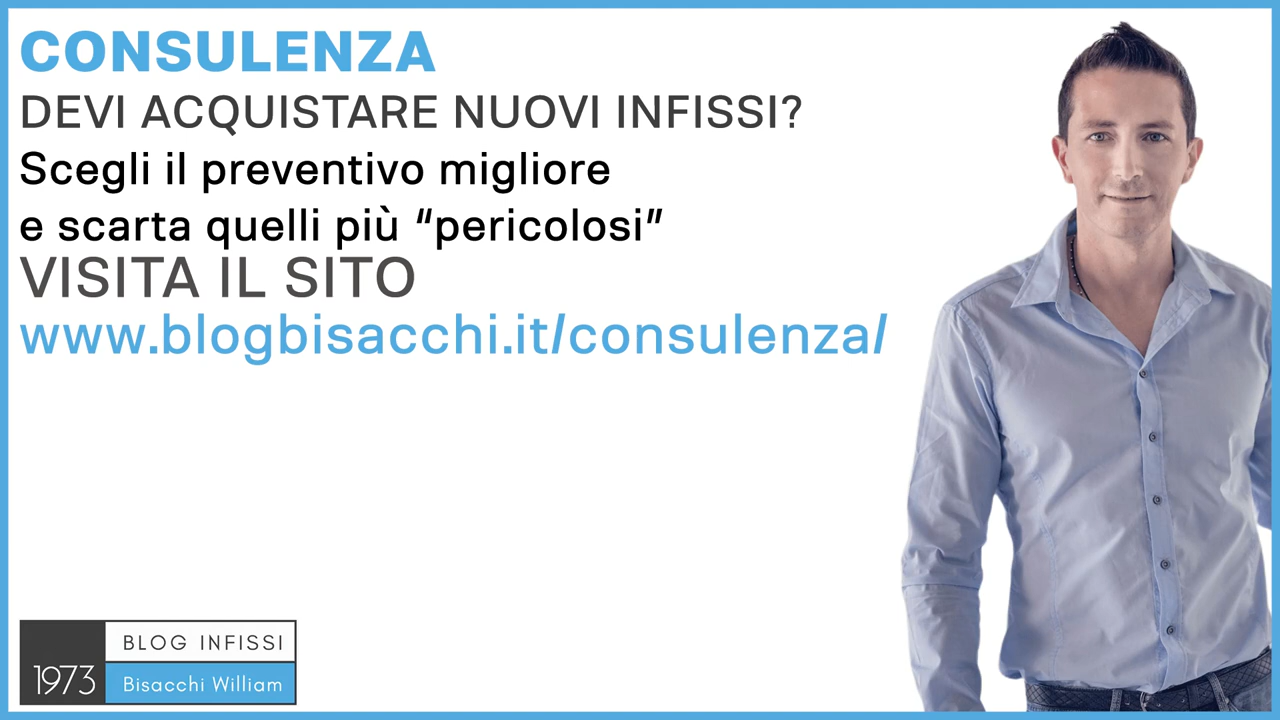 CONSULENZA
DEVI ACQUISTARE NUOVI INFISSI?
Scegli il preventivo migliore
e scarta quelli più “pericolosi”
VISITA IL SITO
www.blogbisacchi.it/consulenza/
1973
BLOG INFISSI
Bisacchi William